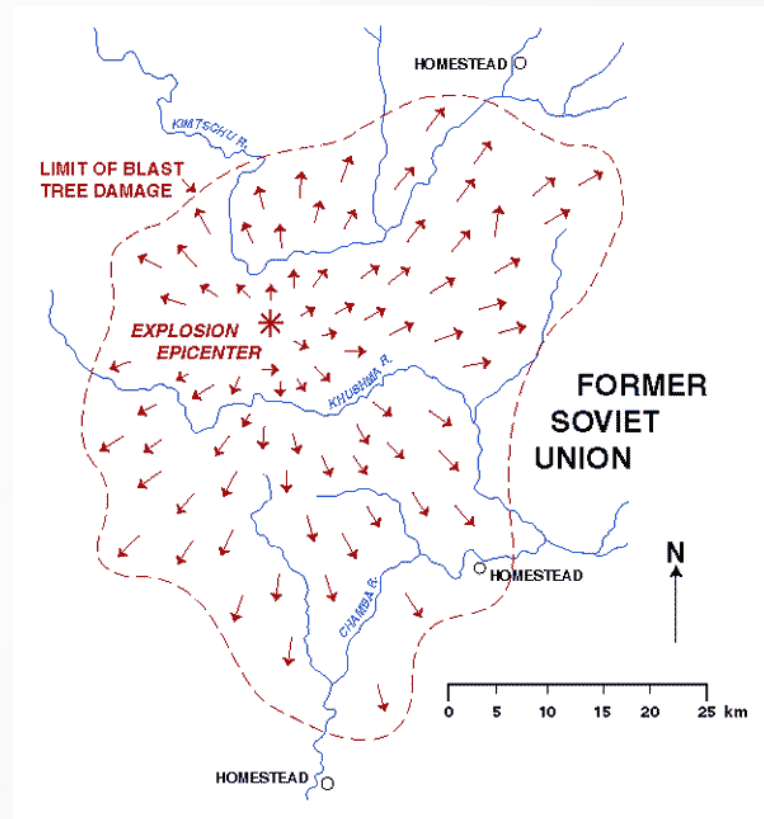 HOMESTEAD
KIMTSCHU R.
LIMIT OF BLAST
TREE DAMAGE
EXPLOSION
EPICENTER
KHUSHMA R.
FORMER
SOVIET
UNION
N
HOMESTEAD
CHAMBA R.
0 5 10 15 20 25 km
HOMESTEAD